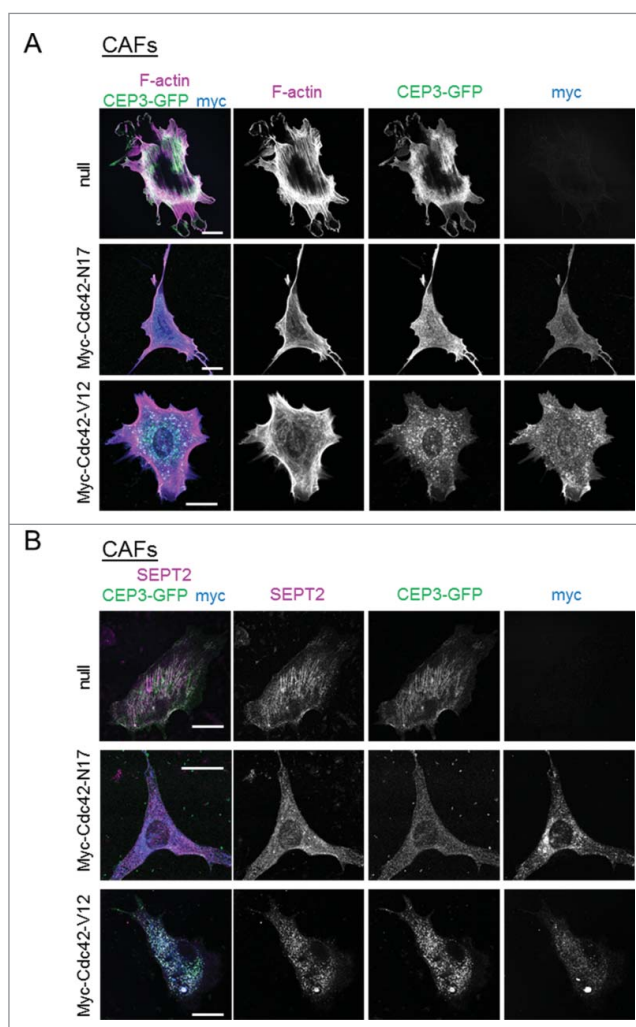 A
CAFs
F-actin
CEP3-GFP myc
F-actin
CEP3-GFP
myc
null
Myc-Cdc42-N17
Myc-Cdc42-V12
B
CAFs
SEPT2
CEP3-GFP myc
SEPT2
CEP3-GFP
myc
null
Myc-Cdc42-N17
Myc-Cdc42-V12